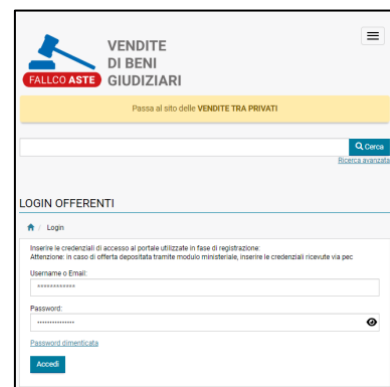 VENDITE
DI BENI
GIUDIZIARI
FALLCO ASTE
Passa al sito delle VENDITE TRA PRIVATI
Cerca
Ricerca avanzata
LOGIN OFFERENTI
/ Login
Inserire le credenziali di accesso al portale utilizzate in fase di registrazione:
Attenzione: in caso di offerta depositata tramite modulo ministeriale, inserire le credenziali ricevute via pec
Username o Email:
************
Password:
Password dimenticata
Accedi